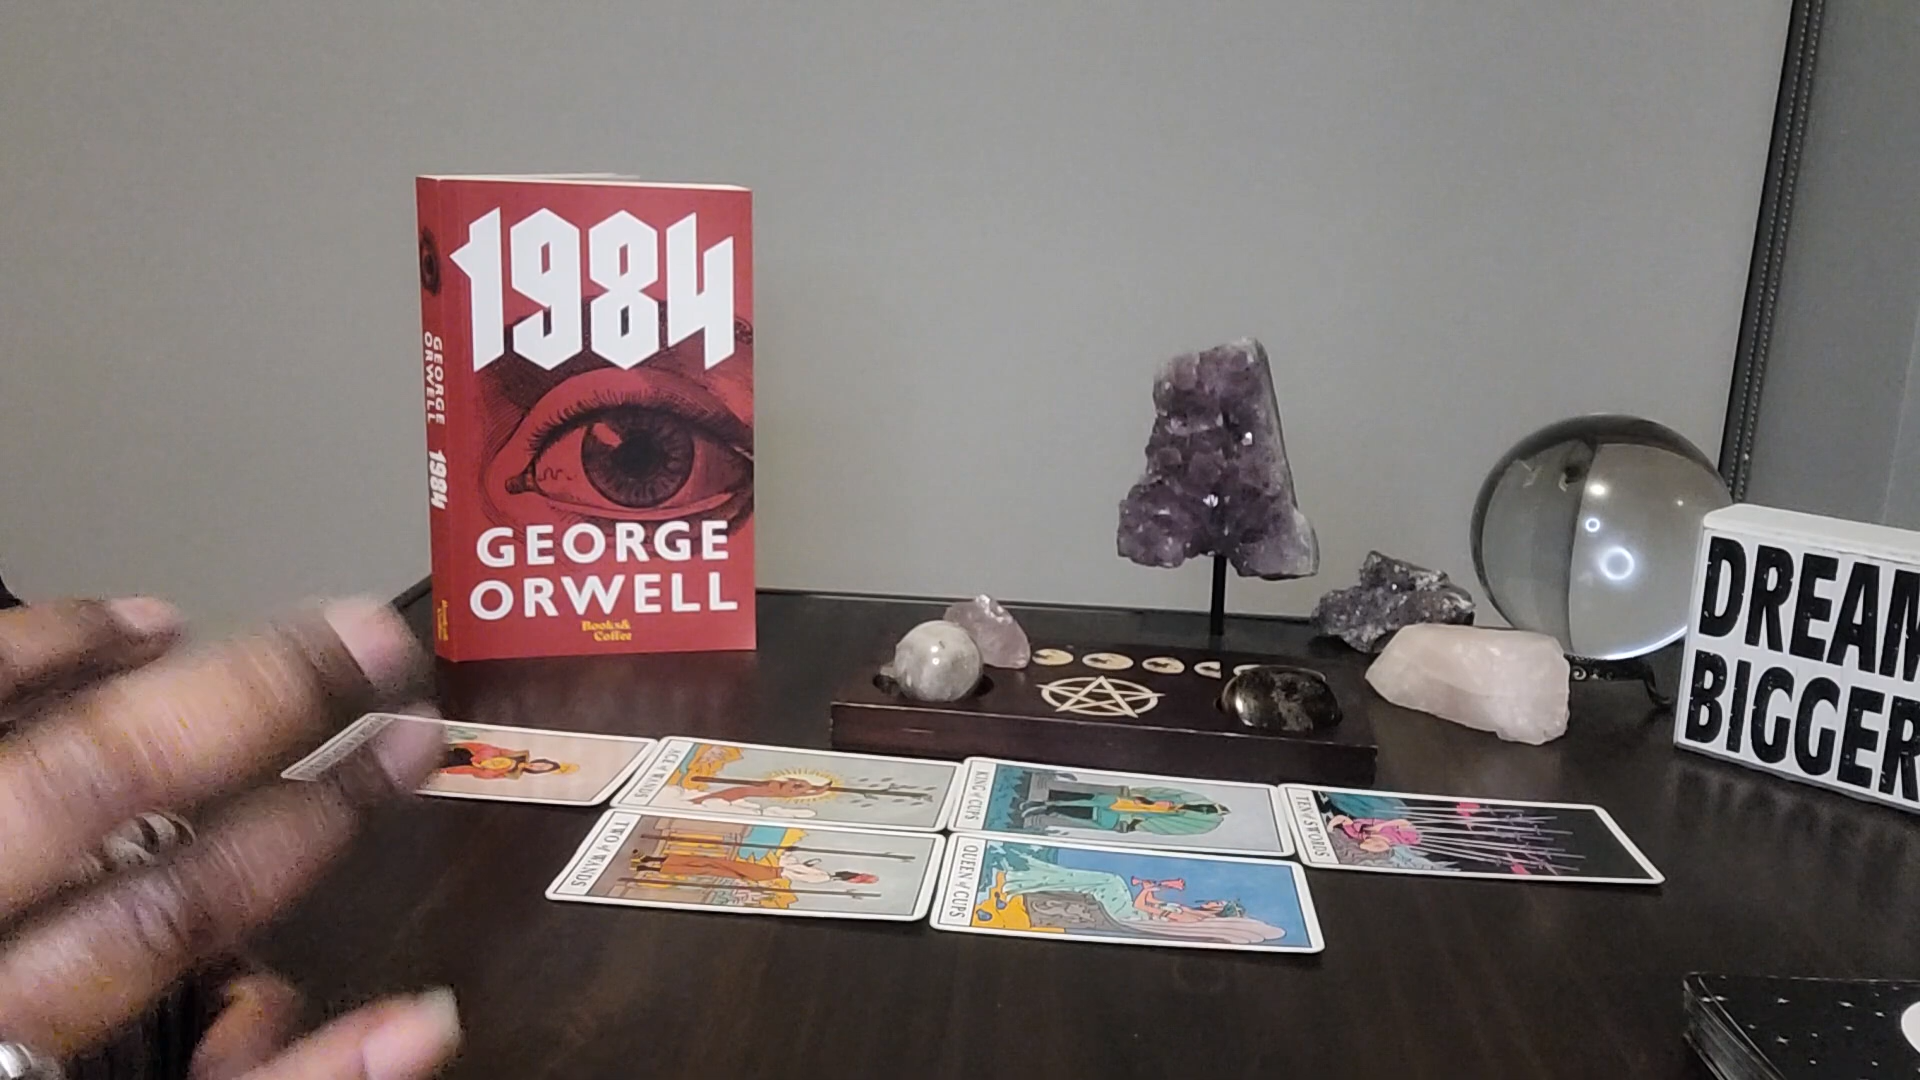 1984
GEORGE
ORWELL
Books&
Coffee
GEORGE
ORWELL
1984
DREAM
BIGGER
ACE of WANDS
KING of CUPS
TEN of SWORDS
TWO of WANDS
QUEEN of CUPS